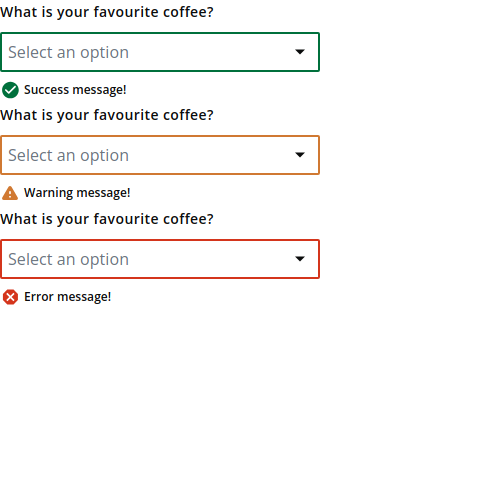 What is your favourite coffee?
Select an option
Success message!
What is your favourite coffee?
Select an option
Warning message!
What is your favourite coffee?
Select an option
Error message!